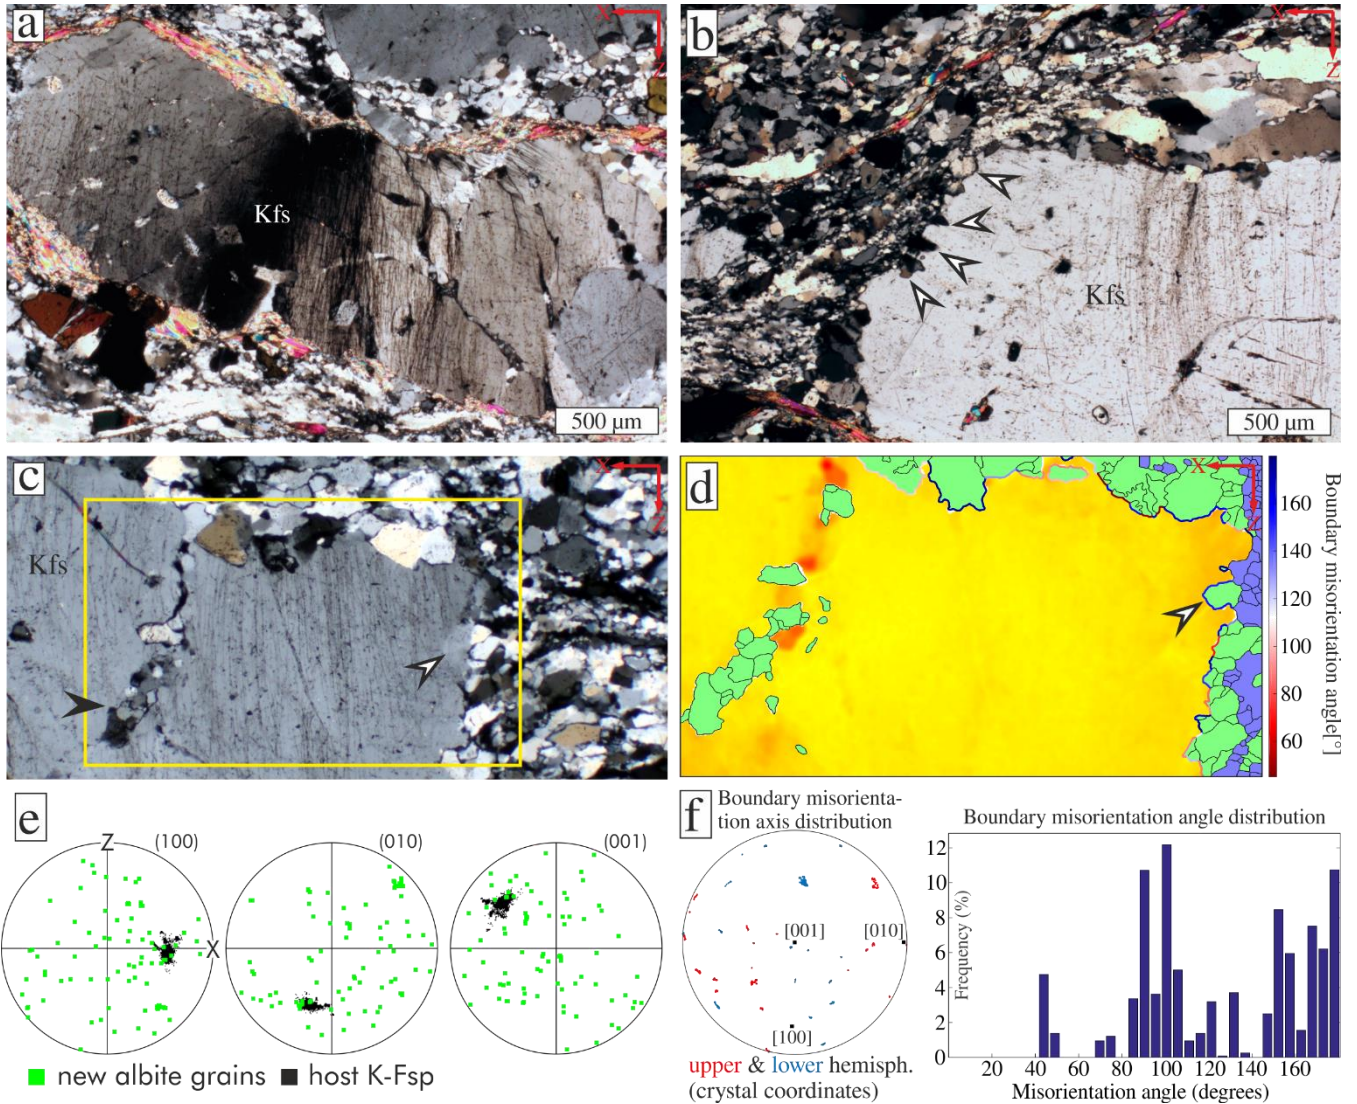 a
X
Z
Kfs
500 µm
b
X
Z
Kfs
500 µm
c
X
Z
Kfs
d
X
160
140
120
100
80
60
Boundary misorientation angle[°]
e
Z
(100)
X
(010)
(001)
new albite grains
host K-Fsp
f
Boundary misorienta-
tion axis distribution
[001]
[010]
[100]
upper & lower hemisph.
(crystal coordinates)
Boundary misorientation angle distribution
Frequency (%)
12
10
8
6
4
2
0
20 40 60 80 100 120 140 160
Misorientation angle (degrees)